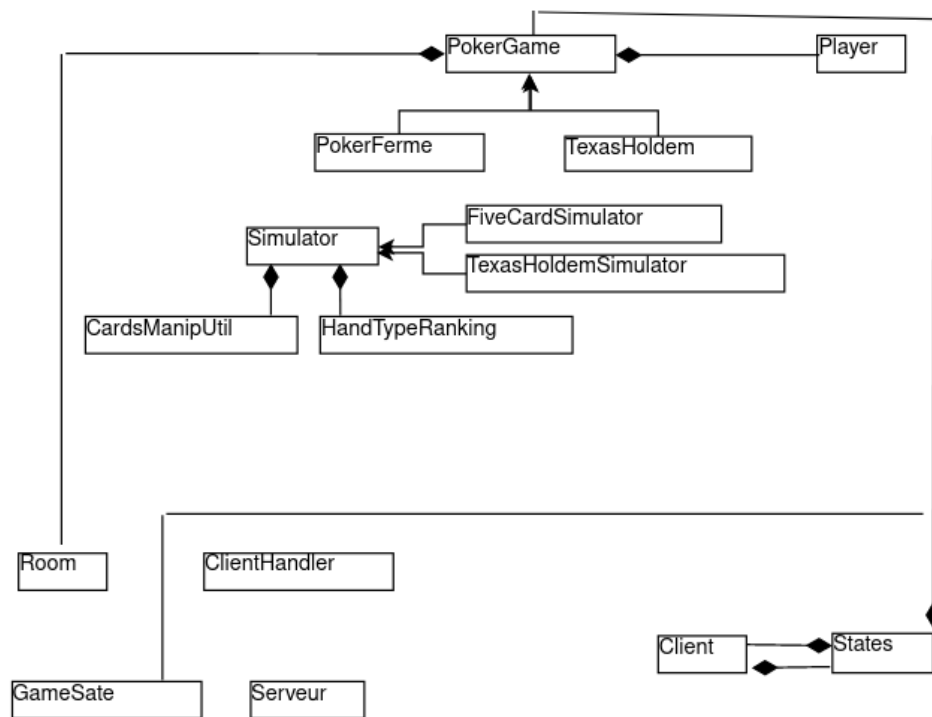 PokerGame
Player
PokerFerme
TexasHoldem
FiveCardSimulator
Simulator
TexasHoldemSimulator
CardsManipUtil
HandTypeRanking
Room
ClientHandler
Client
States
GameSate
Serveur